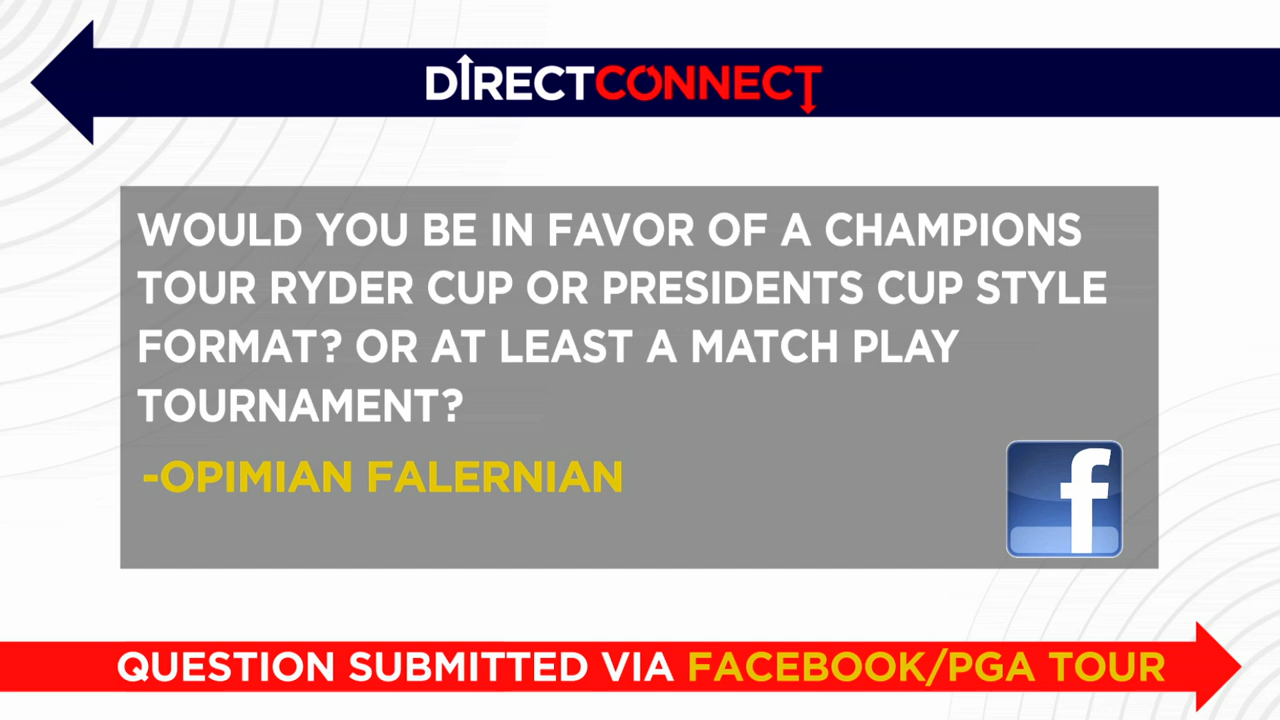 DIRECTCONNECT
WOULD YOU BE IN FAVOR OF A CHAMPIONS
TOUR RYDER CUP OR PRESIDENTS CUP STYLE
FORMAT? OR AT LEAST A MATCH PLAY
TOURNAMENT?
-OPIMIAN FALERNIAN
f
QUESTION SUBMITTED VIA FACEBOOK/PGA TOUR